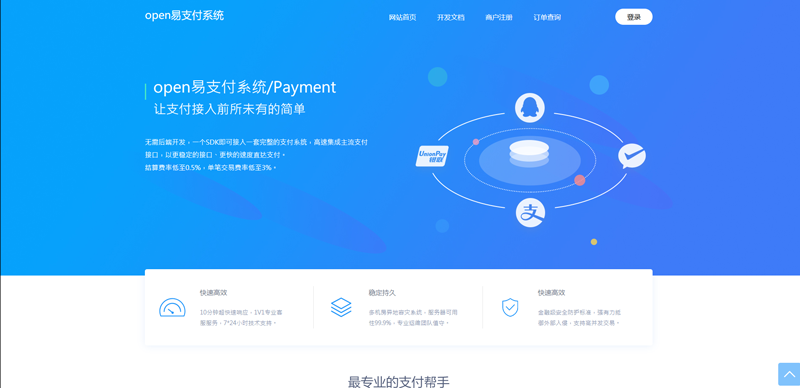 open易支付系统
网站首页 开发文档 商户注册 订单查询 登录
open易支付系统/Payment
让支付接入前所未有的简单
无需后端开发，一个SDK即可接入一套完整的支付系统，高速集成主流支付
接口，以更稳定的接口、更快的速度直达支付。
结算费率低至0.5%，单笔交易费率低至3%。
UnionPay
银联
支
快速高效
10分钟超快速响应，1V1专业客
服服务，7*24小时技术支持。
稳定持久
多机房异地容灾系统，服务器可用
性99.9%，专业运维团队值守。
快速高效
金融级安全防护标准，强有力抵
御外部入侵，支持高并发交易。
最专业的支付帮手